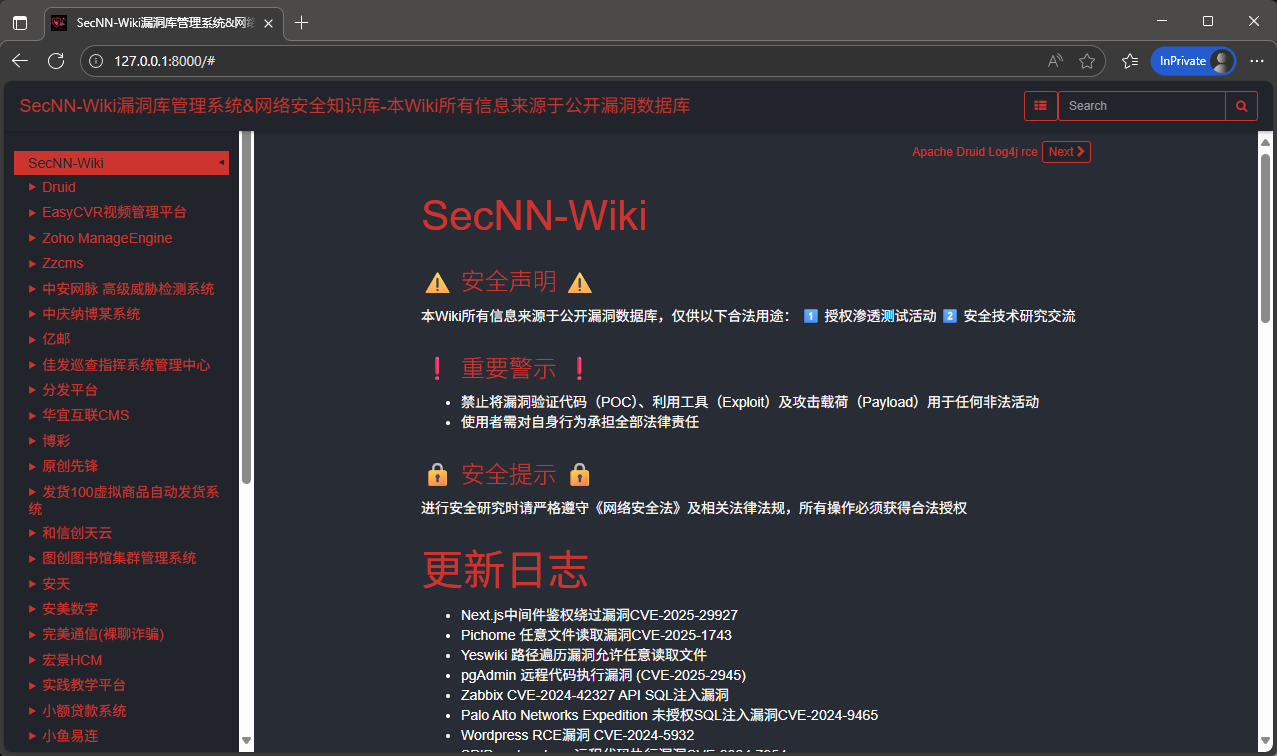 SecNN-Wiki漏洞库管理系统&网络
127.0.0.1:8000/#
InPrivate
SecNN-Wiki漏洞库管理系统&网络安全知识库-本Wiki所有信息来源于公开漏洞数据库
Search
SecNN-Wiki
Druid
EasyCVR视频管理平台
Zoho ManageEngine
Zzcms
中安网脉 高级威胁检测系统
中庆纳博某系统
亿邮
佳发巡查指挥系统管理中心
分发平台
华宜互联CMS
博彩
原创先锋
发货100虚拟商品自动发货系
统
和信创天云
图创图书馆集群管理系统
安天
安美数字
完美通信(裸聊诈骗)
宏景HCM
实践教学平台
小额贷款系统
小鱼易连
Apache Druid Log4j rce Next
SecNN-Wiki
⚠️ 安全声明 ⚠️
本Wiki所有信息来源于公开漏洞数据库，仅供以下合法用途： 1️⃣ 授权渗透测试活动 2️⃣ 安全技术研究交流
❗ 重要警示 ❗
禁止将漏洞验证代码（POC）、利用工具（Exploit）及攻击载荷（Payload）用于任何非法活动
使用者需对自身行为承担全部法律责任
🔒 安全提示 🔒
进行安全研究时请严格遵守《网络安全法》及相关法律法规，所有操作必须获得合法授权
更新日志
Next.js中间件鉴权绕过漏洞CVE-2025-29927
Pichome 任意文件读取漏洞CVE-2025-1743
Yeswiki 路径遍历漏洞允许任意读取文件
pgAdmin 远程代码执行漏洞 (CVE-2025-2945)
Zabbix CVE-2024-42327 API SQL注入漏洞
Palo Alto Networks Expedition 未授权SQL注入漏洞CVE-2024-9465
Wordpress RCE漏洞 CVE-2024-5932